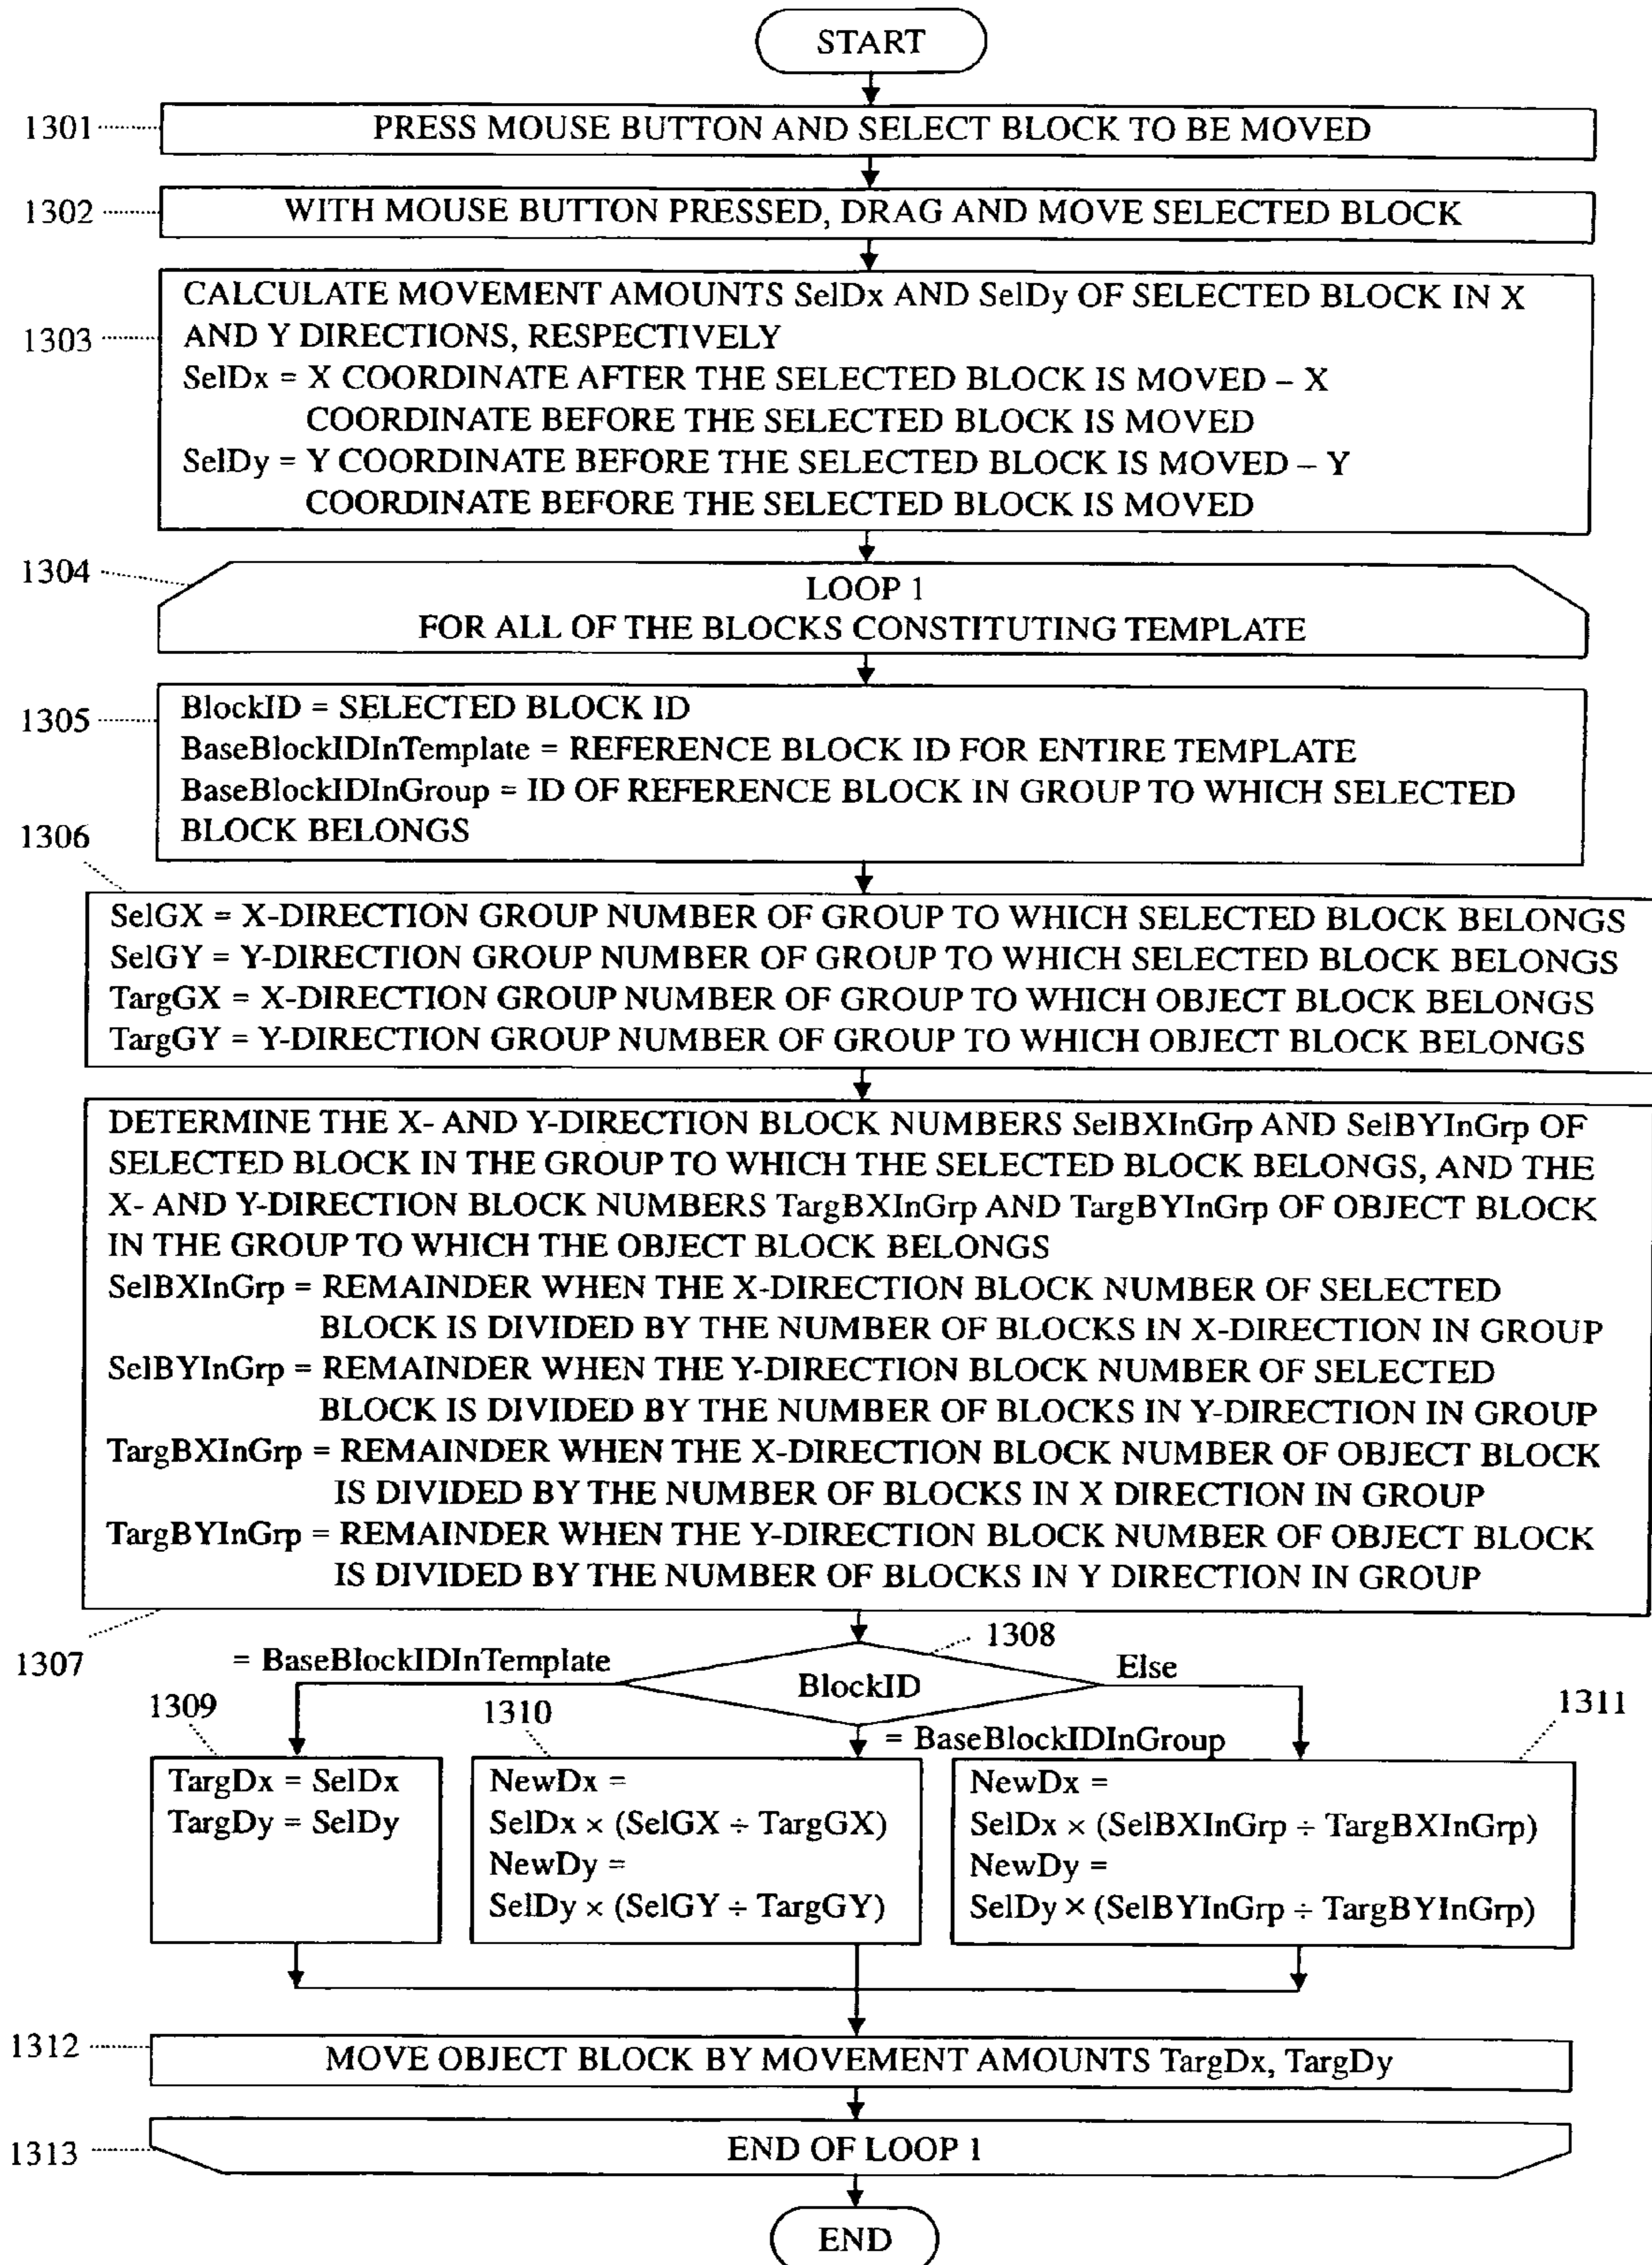 START
1301
PRESS MOUSE BUTTON AND SELECT BLOCK TO BE MOVED
1302
WITH MOUSE BUTTON PRESSED, DRAG AND MOVE SELECTED BLOCK
1303
CALCULATE MOVEMENT AMOUNTS SelDx AND SelDy OF SELECTED BLOCK IN X
AND Y DIRECTIONS, RESPECTIVELY
SelDx = X COORDINATE AFTER THE SELECTED BLOCK IS MOVED – X
COORDINATE BEFORE THE SELECTED BLOCK IS MOVED
SelDy = Y COORDINATE BEFORE THE SELECTED BLOCK IS MOVED – Y
COORDINATE BEFORE THE SELECTED BLOCK IS MOVED
1304
LOOP 1
FOR ALL OF THE BLOCKS CONSTITUTING TEMPLATE
1305
BlockID = SELECTED BLOCK ID
BaseBlockIDInTemplate = REFERENCE BLOCK ID FOR ENTIRE TEMPLATE
BaseBlockIDInGroup = ID OF REFERENCE BLOCK IN GROUP TO WHICH SELECTED
BLOCK BELONGS
1306
SelGX = X-DIRECTION GROUP NUMBER OF GROUP TO WHICH SELECTED BLOCK BELONGS
SelGY = Y-DIRECTION GROUP NUMBER OF GROUP TO WHICH SELECTED BLOCK BELONGS
TargGX = X-DIRECTION GROUP NUMBER OF GROUP TO WHICH OBJECT BLOCK BELONGS
TargGY = Y-DIRECTION GROUP NUMBER OF GROUP TO WHICH OBJECT BLOCK BELONGS
DETERMINE THE X- AND Y-DIRECTION BLOCK NUMBERS SelBXInGrp AND SelBYInGrp OF
SELECTED BLOCK IN THE GROUP TO WHICH THE SELECTED BLOCK BELONGS, AND THE
X- AND Y-DIRECTION BLOCK NUMBERS TargBXInGrp AND TargBYInGrp OF OBJECT BLOCK
IN THE GROUP TO WHICH THE OBJECT BLOCK BELONGS
SelBXInGrp = REMAINDER WHEN THE X-DIRECTION BLOCK NUMBER OF SELECTED
BLOCK IS DIVIDED BY THE NUMBER OF BLOCKS IN X-DIRECTION IN GROUP
SelBYInGrp = REMAINDER WHEN THE Y-DIRECTION BLOCK NUMBER OF SELECTED
BLOCK IS DIVIDED BY THE NUMBER OF BLOCKS IN Y-DIRECTION IN GROUP
TargBXInGrp = REMAINDER WHEN THE X-DIRECTION BLOCK NUMBER OF OBJECT BLOCK
IS DIVIDED BY THE NUMBER OF BLOCKS IN X DIRECTION IN GROUP
TargBYInGrp = REMAINDER WHEN THE Y-DIRECTION BLOCK NUMBER OF OBJECT BLOCK
IS DIVIDED BY THE NUMBER OF BLOCKS IN Y DIRECTION IN GROUP
1307
1308
= BaseBlockIDInTemplate
BlockID
Else
= BaseBlockIDInGroup
1309
TargDx = SelDx
TargDy = SelDy
1310
NewDx =
SelDx × (SelGX ÷ TargGX)
NewDy =
SelDy × (SelGY ÷ TargGY)
1311
NewDx =
SelDx × (SelBXInGrp ÷ TargBXInGrp)
NewDy =
SelDy × (SelBYInGrp ÷ TargBYInGrp)
1312
MOVE OBJECT BLOCK BY MOVEMENT AMOUNTS TargDx, TargDy
1313
END OF LOOP 1
END